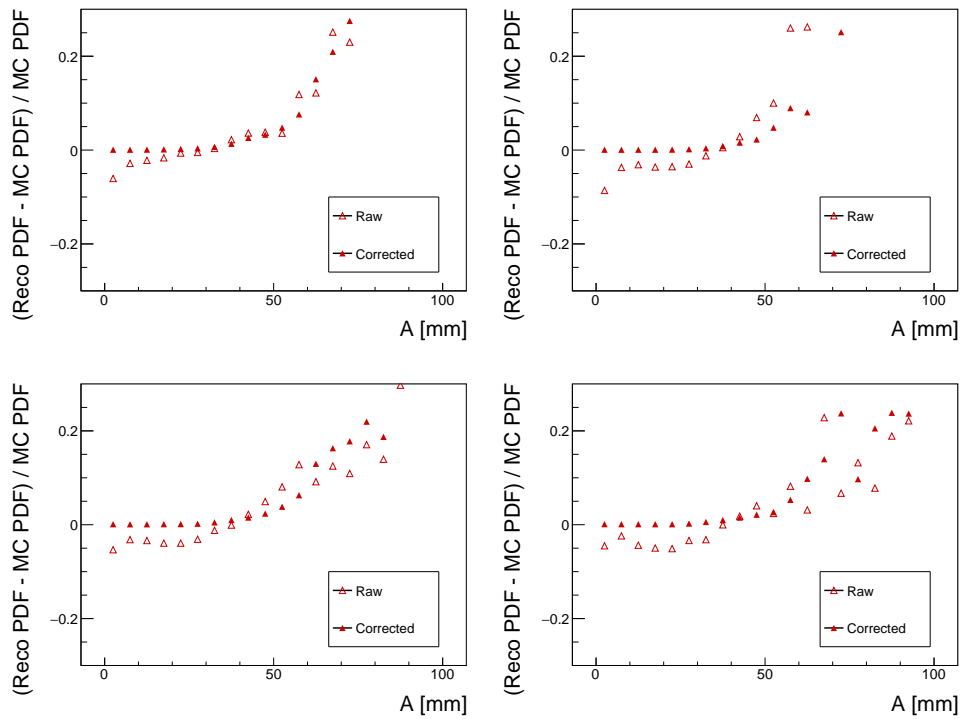 (Reco PDF - MC PDF) / MC PDF
0.2
0
−0.2
Raw
Corrected
0 50 100
A [mm]
(Reco PDF - MC PDF) / MC PDF
0.2
0
−0.2
Raw
Corrected
0 50 100
A [mm]
(Reco PDF - MC PDF) / MC PDF
0.2
0
−0.2
Raw
Corrected
0 50 100
A [mm]
(Reco PDF - MC PDF) / MC PDF
0.2
0
−0.2
Raw
Corrected
0 50 100
A [mm]